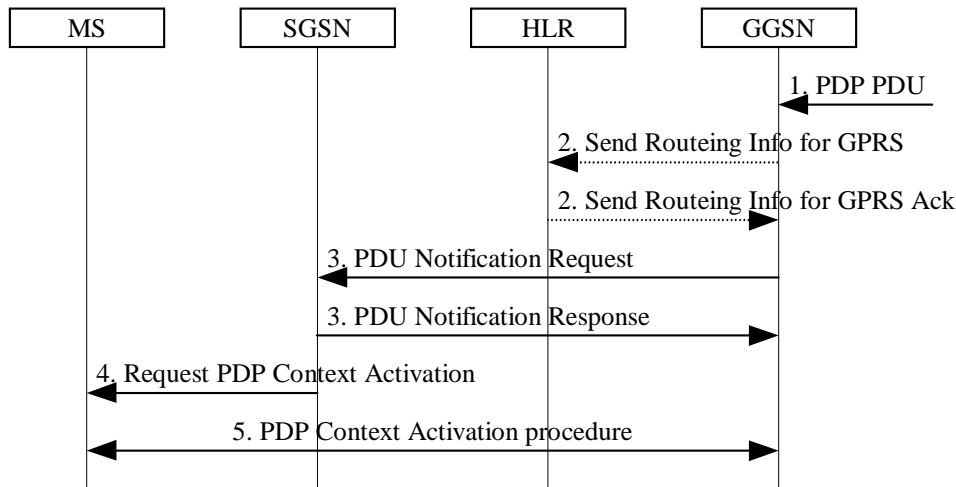 MS SGSN HLR GGSN
1. PDP PDU
2. Send Routeing Info for GPRS
2. Send Routeing Info for GPRS Ack
3. PDU Notification Request
3. PDU Notification Response
4. Request PDP Context Activation
5. PDP Context Activation procedure